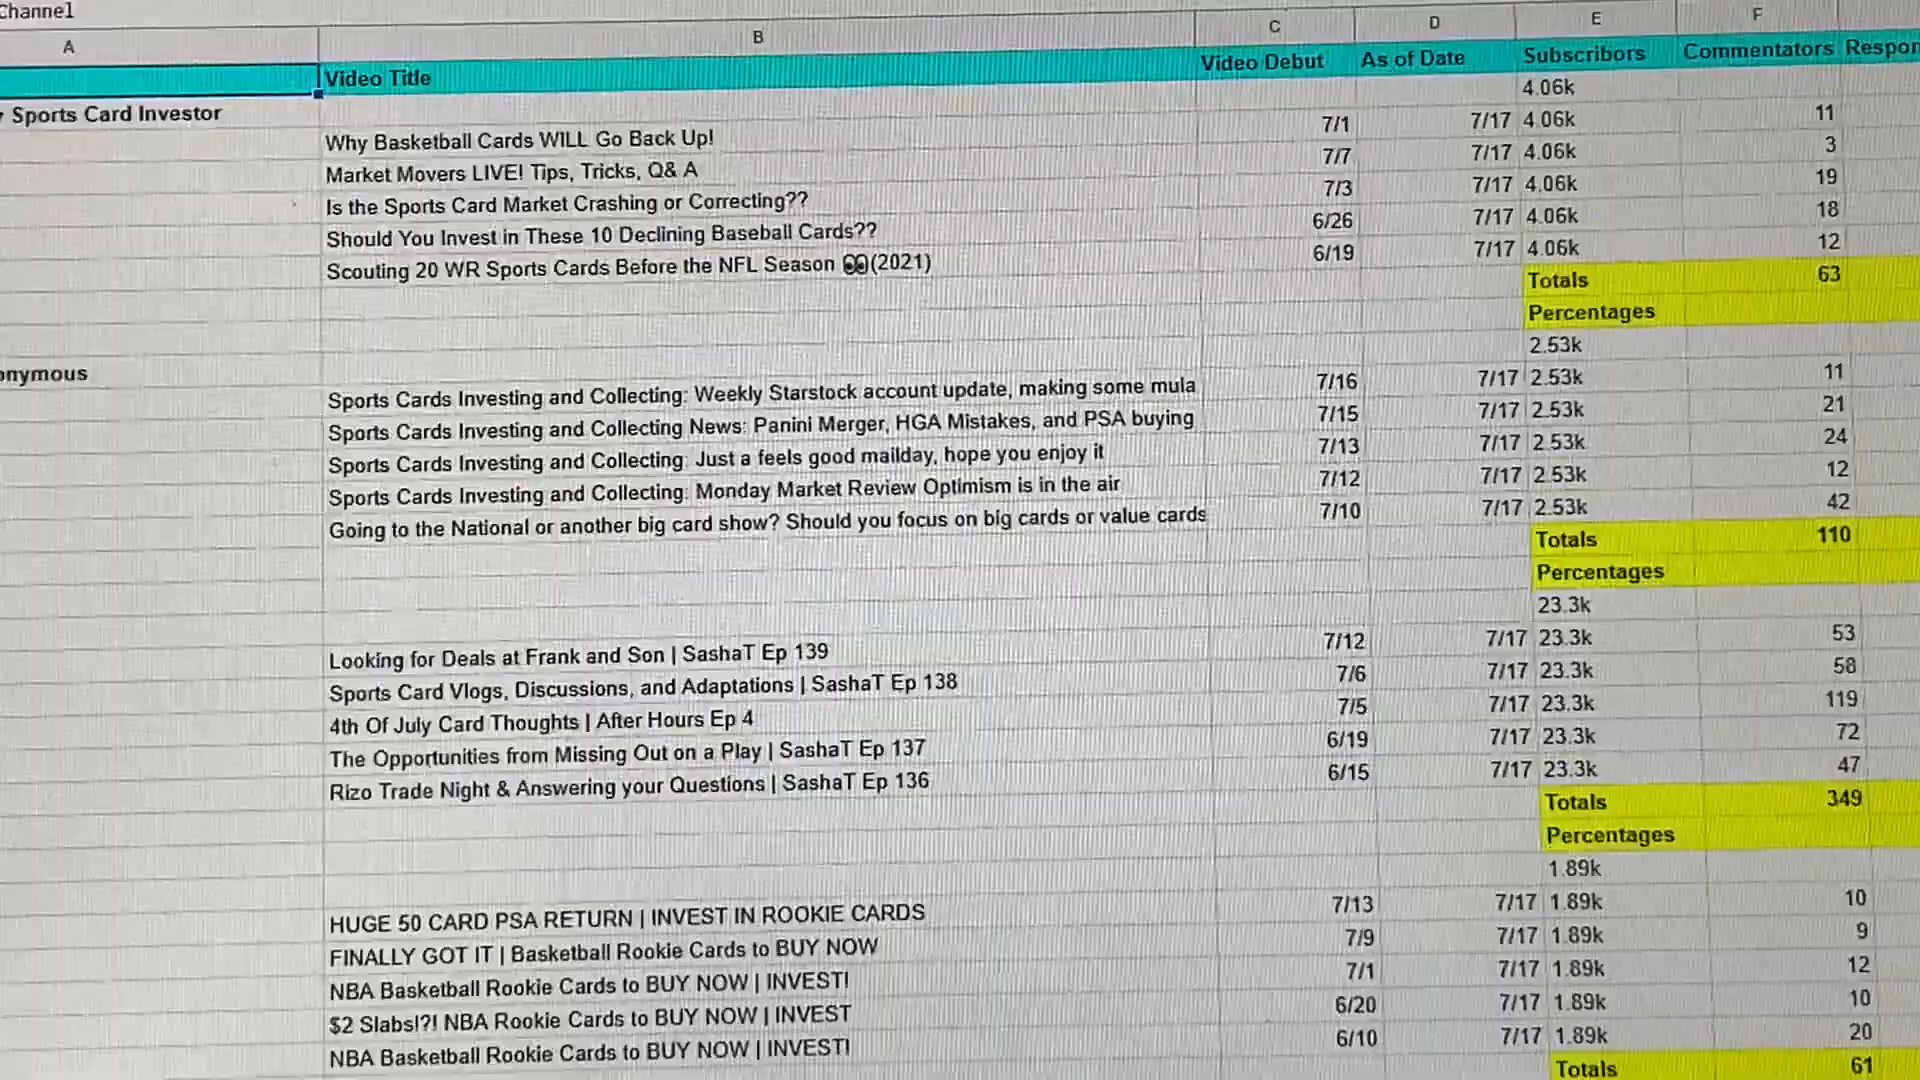 Channel
A B C D E F
Video Title Video Debut As of Date Subscribors Commentators Respon
4.06k
Sports Card Investor
Why Basketball Cards WILL Go Back Up! 7/1 7/17 4.06k 11
Market Movers LIVE! Tips, Tricks, Q& A 7/7 7/17 4.06k 3
Is the Sports Card Market Crashing or Correcting?? 7/3 7/17 4.06k 19
Should You Invest in These 10 Declining Baseball Cards?? 6/26 7/17 4.06k 18
Scouting 20 WR Sports Cards Before the NFL Season 👀(2021) 6/19 7/17 4.06k 12
Totals 63
Percentages
2.53k
onymous
Sports Cards Investing and Collecting: Weekly Starstock account update, making some mula 7/16 7/17 2.53k 11
Sports Cards Investing and Collecting News: Panini Merger, HGA Mistakes, and PSA buying 7/15 7/17 2.53k 21
Sports Cards Investing and Collecting: Just a feels good mailday, hope you enjoy it 7/13 7/17 2.53k 24
Sports Cards Investing and Collecting: Monday Market Review Optimism is in the air 7/12 7/17 2.53k 12
Going to the National or another big card show? Should you focus on big cards or value cards 7/10 7/17 2.53k 42
Totals 110
Percentages
23.3k
Looking for Deals at Frank and Son | SashaT Ep 139 7/12 7/17 23.3k 53
Sports Card Vlogs, Discussions, and Adaptations | SashaT Ep 138 7/6 7/17 23.3k 58
4th Of July Card Thoughts | After Hours Ep 4 7/5 7/17 23.3k 119
The Opportunities from Missing Out on a Play | SashaT Ep 137 6/19 7/17 23.3k 72
Rizo Trade Night & Answering your Questions | SashaT Ep 136 6/15 7/17 23.3k 47
Totals 349
Percentages
1.89k
HUGE 50 CARD PSA RETURN | INVEST IN ROOKIE CARDS 7/13 7/17 1.89k 10
FINALLY GOT IT | Basketball Rookie Cards to BUY NOW 7/9 7/17 1.89k 9
NBA Basketball Rookie Cards to BUY NOW | INVEST! 7/1 7/17 1.89k 12
$2 Slabs!?! NBA Rookie Cards to BUY NOW | INVEST 6/20 7/17 1.89k 10
NBA Basketball Rookie Cards to BUY NOW | INVEST! 6/10 7/17 1.89k 20
Totals 61